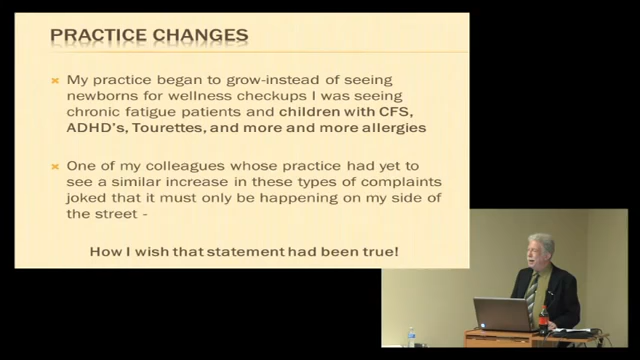 PRACTICE CHANGES
My practice began to grow-instead of seeing
newborns for wellness checkups I was seeing
chronic fatigue patients and children with CFS,
ADHD's, Tourettes, and more and more allergies
One of my colleagues whose practice had yet to
see a similar increase in these types of complaints
joked that it must only be happening on my side of
the street -
How I wish that statement had been true!